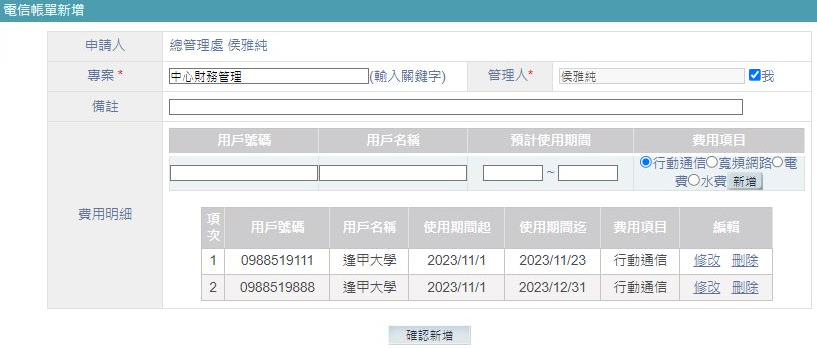 電信帳單新增
申請人 總管理處 侯雅純
專案 * 中心財務管理 (輸入關鍵字) 管理人* 侯雅純 我
備註
費用明細
用戶號碼 用戶名稱 預計使用期間 費用項目
~ 行動通信 寬頻網路 電
費 水費 新增
項次 用戶號碼 用戶名稱 使用期間起 使用期間迄 費用項目 編輯
1 0988519111 逢甲大學 2023/11/1 2023/11/23 行動通信 修改 刪除
2 0988519888 逢甲大學 2023/11/1 2023/12/31 行動通信 修改 刪除
確認新增